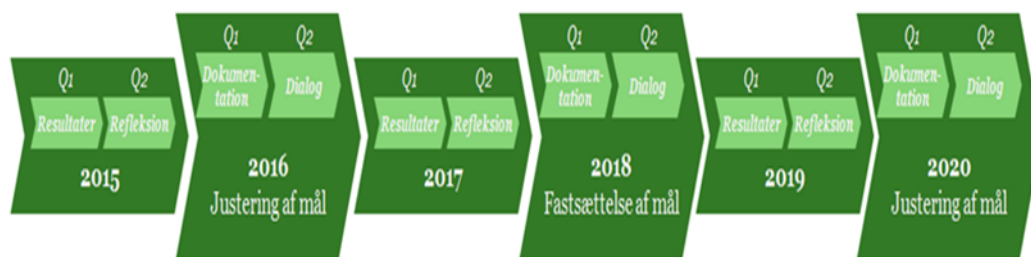 Q1 Q2
Resultater Refleksion
2015
Q1 Q2
Dokumen-
tation
Dialog
2016
Justering af mål
Q1 Q2
Resultater Refleksion
2017
Q1 Q2
Dokumen-
tation
Dialog
2018
Fastsættelse af mål
Q1 Q2
Resultater Refleksion
2019
Q1 Q2
Dokumen-
tation
Dialog
2020
Justering af mål